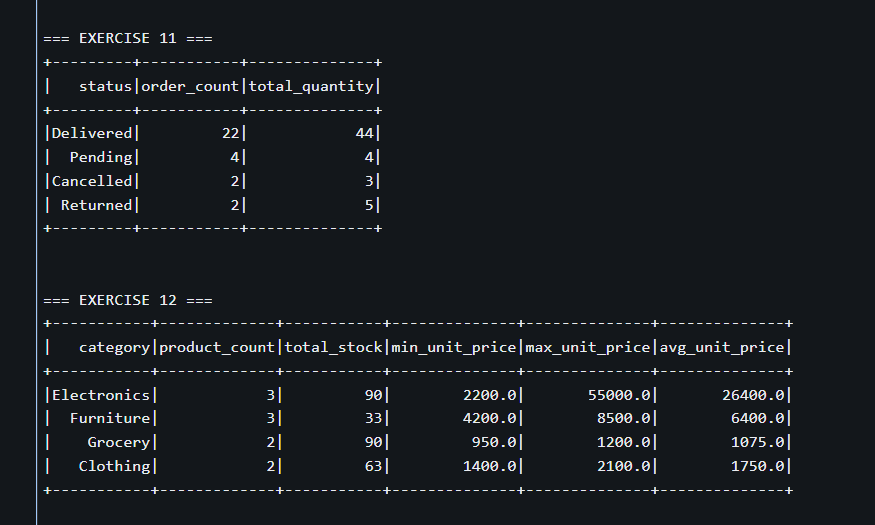 === EXERCISE 11 ===
+---------+-----------+--------------+
|   status|order_count|total_quantity|
+---------+-----------+--------------+
|Delivered|         22|            44|
|  Pending|          4|             4|
|Cancelled|          2|             3|
| Returned|          2|             5|
+---------+-----------+--------------+
=== EXERCISE 12 ===
+-----------+-------------+-----------+--------------+--------------+--------------+
|   category|product_count|total_stock|min_unit_price|max_unit_price|avg_unit_price|
+-----------+-------------+-----------+--------------+--------------+--------------+
|Electronics|            3|         90|        2200.0|       55000.0|       26400.0|
|  Furniture|            3|         33|        4200.0|        8500.0|        6400.0|
|    Grocery|            2|         90|         950.0|        1200.0|        1075.0|
|   Clothing|            2|         63|        1400.0|        2100.0|        1750.0|
+-----------+-------------+-----------+--------------+--------------+--------------+